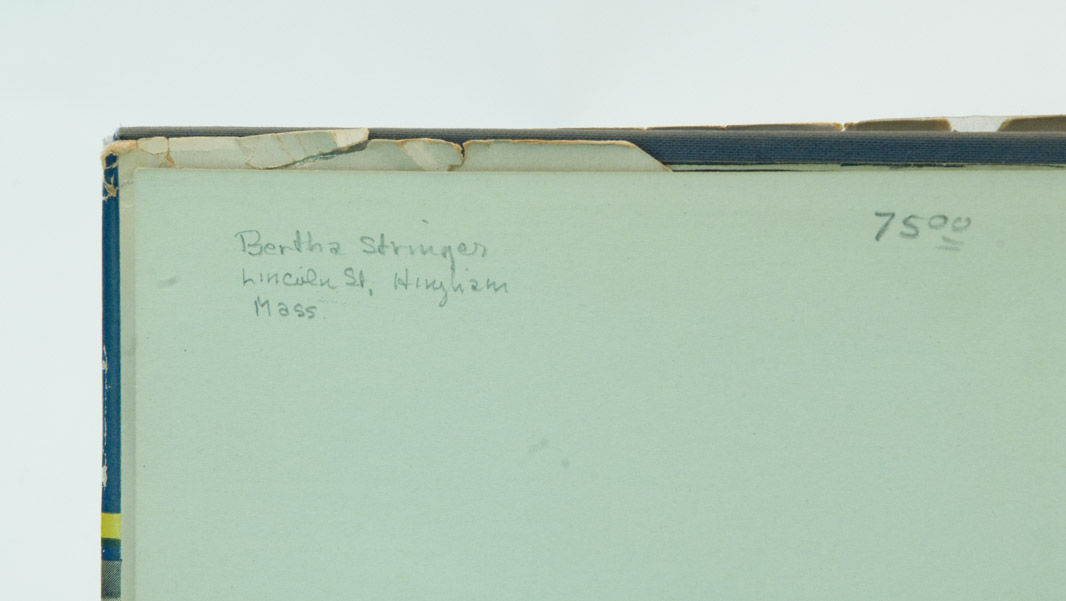 Bertha Stringer
Lincoln St, Hingham
Mass.
7500